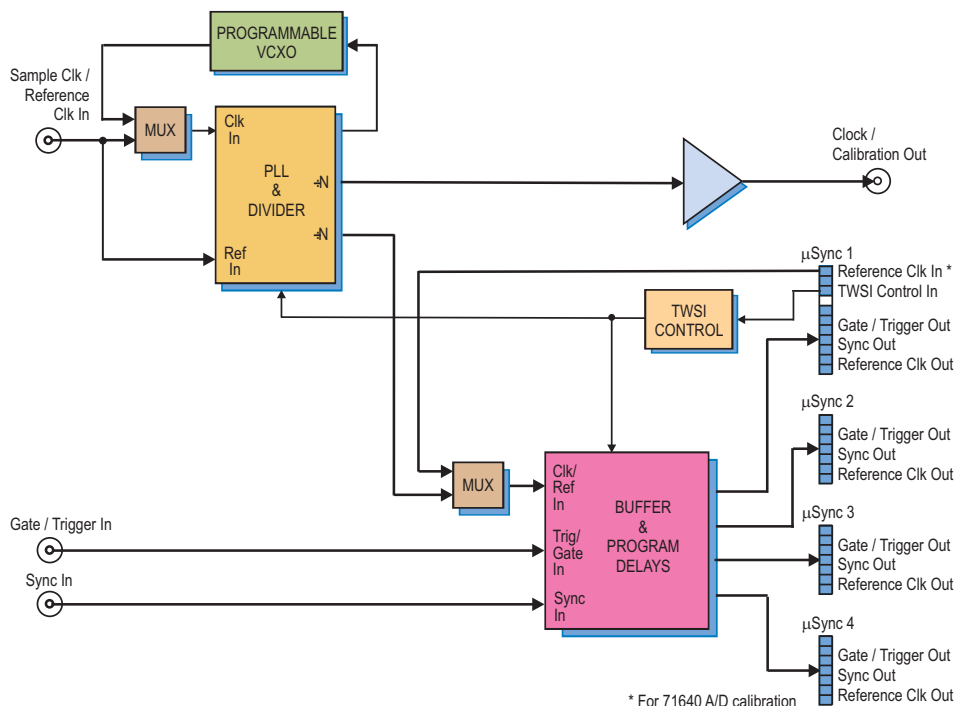 PROGRAMMABLE
VCXO
Sample Clk /
Reference
Clk In
MUX
Clk
In
PLL
&
DIVIDER
÷N
÷N
Ref
In
Clock /
Calibration Out
μSync 1
Reference Clk In *
TWSI Control In
Gate / Trigger Out
Sync Out
Reference Clk Out
TWSI
CONTROL
μSync 2
Gate / Trigger Out
Sync Out
Reference Clk Out
MUX
Clk/
Ref
In
Trig/
Gate
In
Sync
In
BUFFER
&
PROGRAM
DELAYS
Gate / Trigger In
Sync In
μSync 3
Gate / Trigger Out
Sync Out
Reference Clk Out
μSync 4
Gate / Trigger Out
Sync Out
Reference Clk Out
* For 71640 A/D calibration